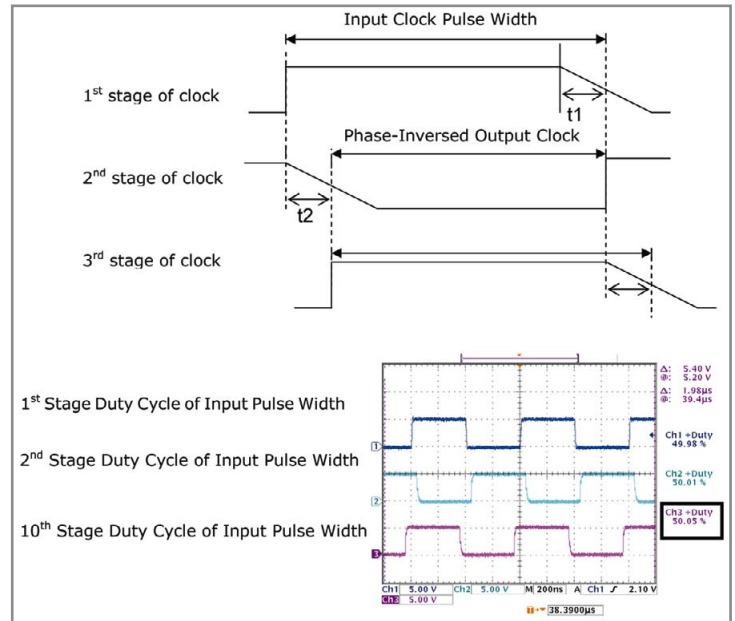 Input Clock Pulse Width
1st stage of clock
t1
Phase-Inversed Output Clock
2nd stage of clock
t2
3rd stage of clock
Δ: 5.40 V
@: 5.20 V
Δ: 1.98µs
@: 39.4µs
1st Stage Duty Cycle of Input Pulse Width
Ch1 +Duty
49.98 %
2nd Stage Duty Cycle of Input Pulse Width
Ch2 +Duty
50.01 %
10th Stage Duty Cycle of Input Pulse Width
Ch3 +Duty
50.05 %
1
2
3
Ch1 5.00 V Ch2 5.00 V M 200ns A Ch1 ʃ 2.10 V
Ch3 5.00 V
38.3900µs